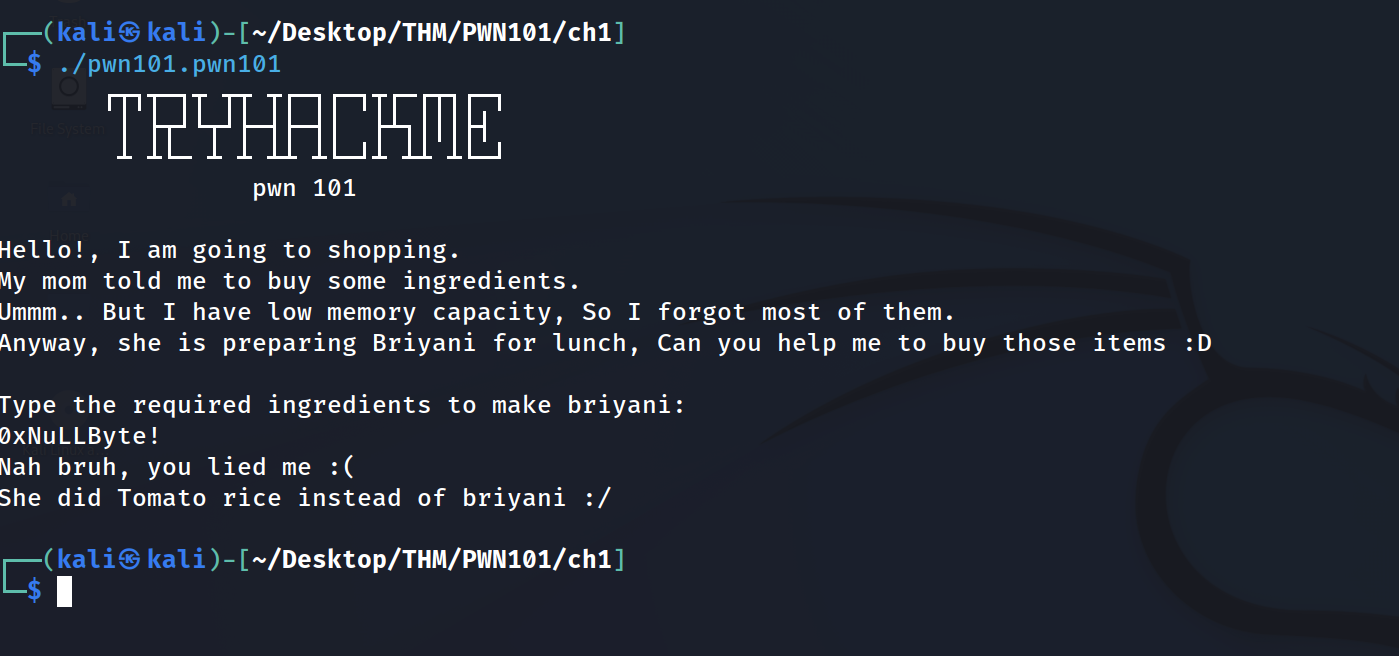 (kali㉿kali)-[~/Desktop/THM/PWN101/ch1]
$ ./pwn101.pwn101
TRYHACKME
pwn 101
Hello!, I am going to shopping.
My mom told me to buy some ingredients.
Ummm.. But I have low memory capacity, So I forgot most of them.
Anyway, she is preparing Briyani for lunch, Can you help me to buy those items :D
Type the required ingredients to make briyani:
0xNuLLByte!
Nah bruh, you lied me :(
She did Tomato rice instead of briyani :/
(kali㉿kali)-[~/Desktop/THM/PWN101/ch1]
$
File System